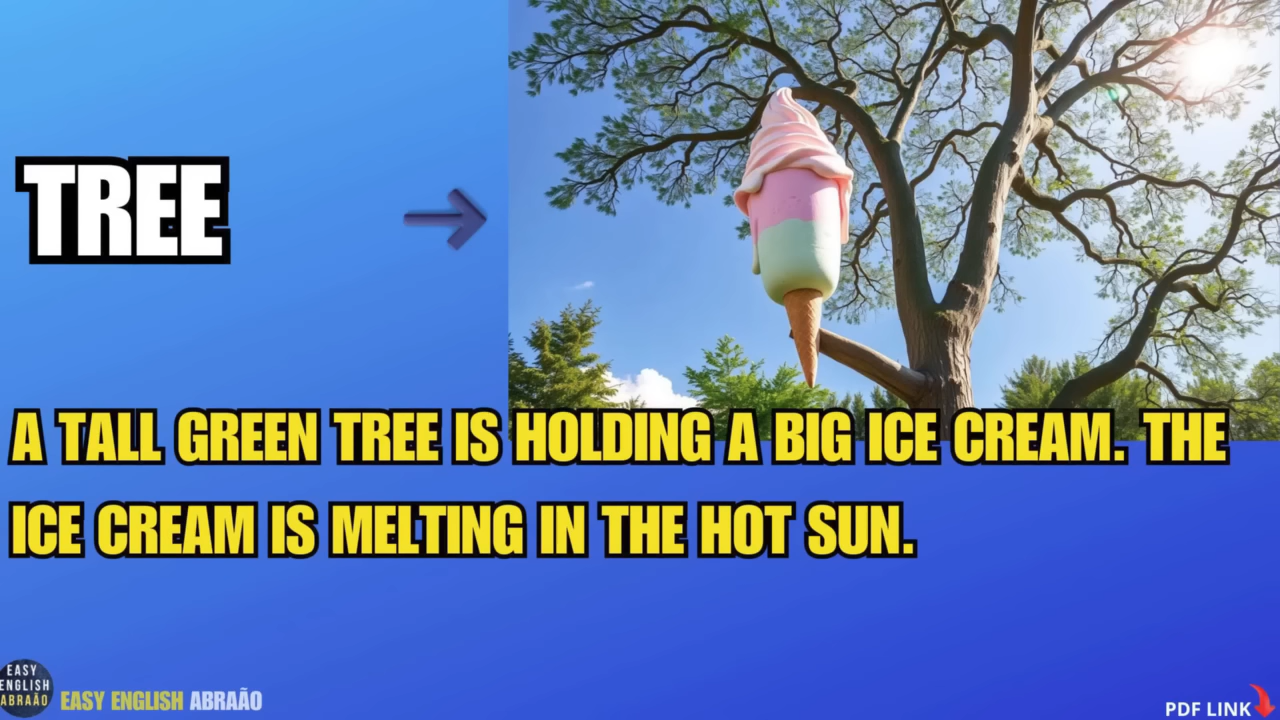 TREE
A TALL GREEN TREE IS HOLDING A BIG ICE CREAM. THE
ICE CREAM IS MELTING IN THE HOT SUN.
EASY
ENGLISH
ABRAÃO
EASY ENGLISH ABRAÃO
PDF LINK